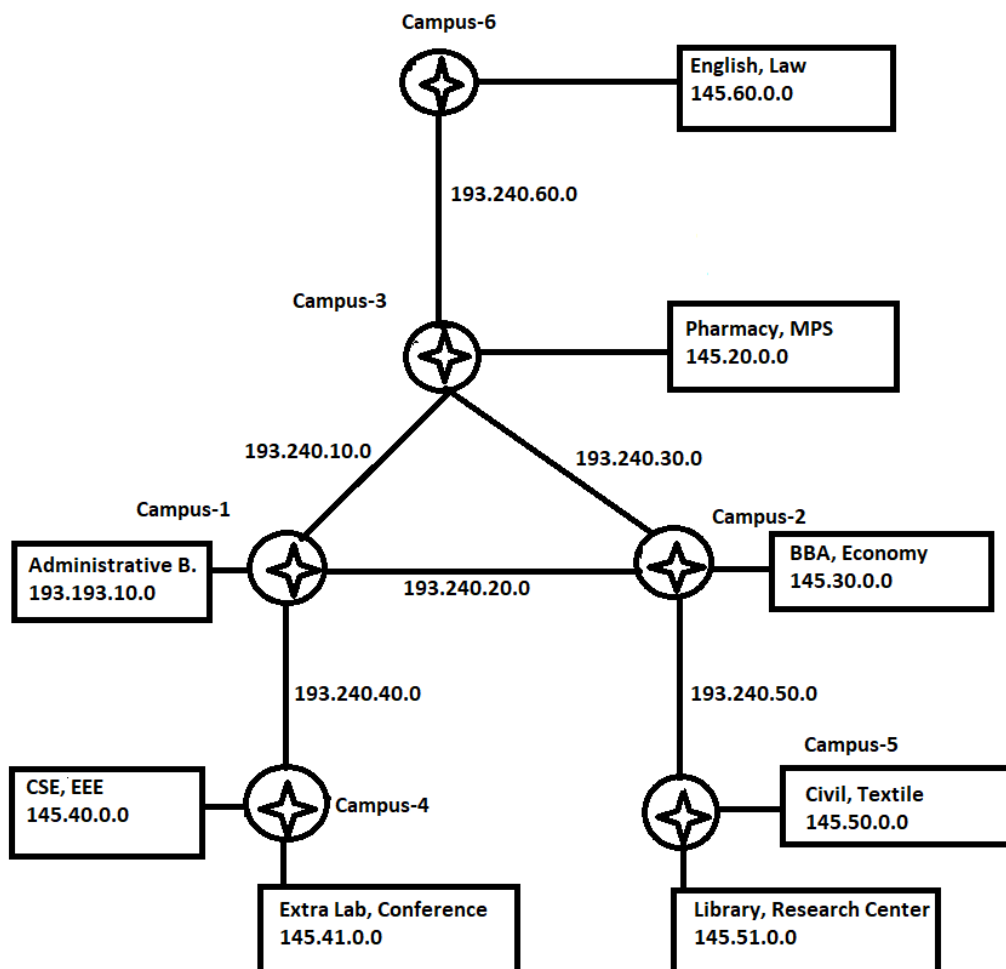 Campus-6
English, Law
145.60.0.0
193.240.60.0
Campus-3
Pharmacy, MPS
145.20.0.0
193.240.10.0
193.240.30.0
Campus-1
Campus-2
Administrative B.
193.193.10.0
BBA, Economy
145.30.0.0
193.240.20.0
193.240.40.0
193.240.50.0
Campus-5
CSE, EEE
145.40.0.0
Campus-4
Civil, Textile
145.50.0.0
Extra Lab, Conference
145.41.0.0
Library, Research Center
145.51.0.0